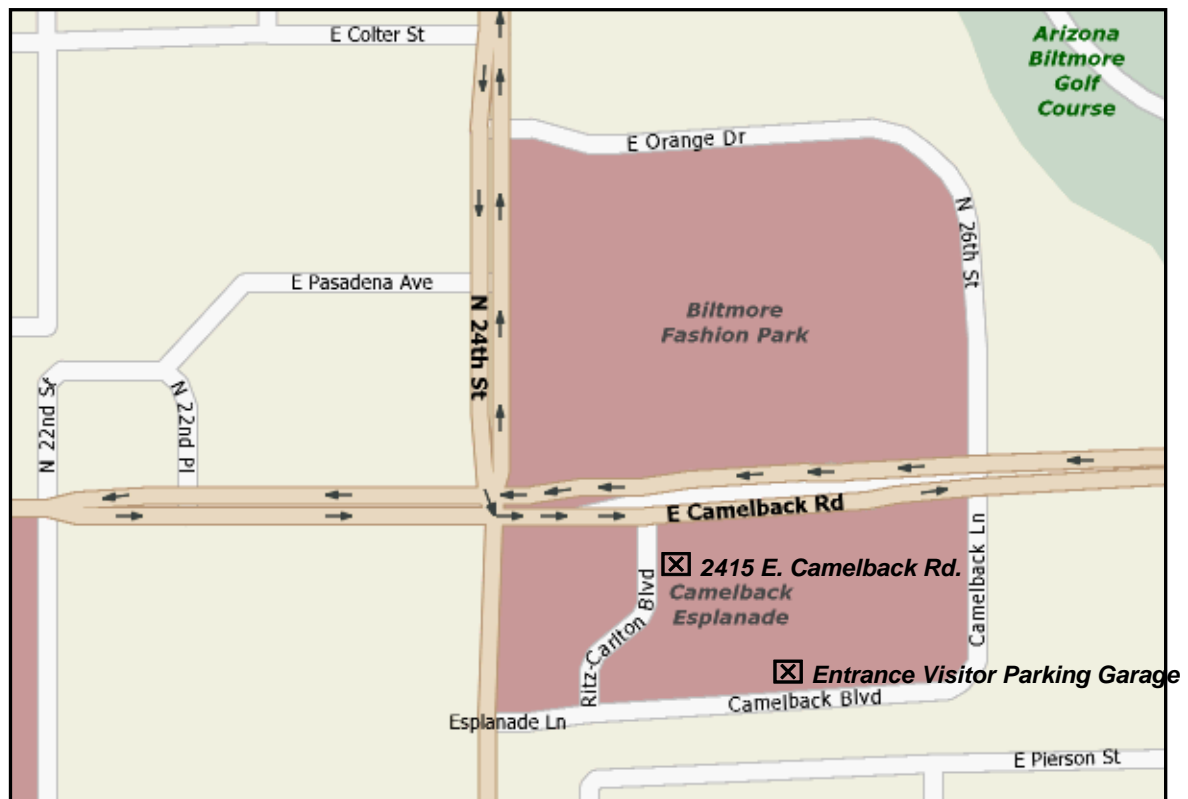 E Colter St
Arizona
Biltmore
Golf
Course
E Orange Dr
N 26th St
E Pasadena Ave
N 24th St
Biltmore
Fashion Park
N 22nd St
N 22nd Pl
E Camelback Rd
2415 E. Camelback Rd.
Camelback
Esplanade
Ritz-Carlton Blvd
Camelback Ln
Entrance Visitor Parking Garage
Camelback Blvd
Esplanade Ln
E Pierson St